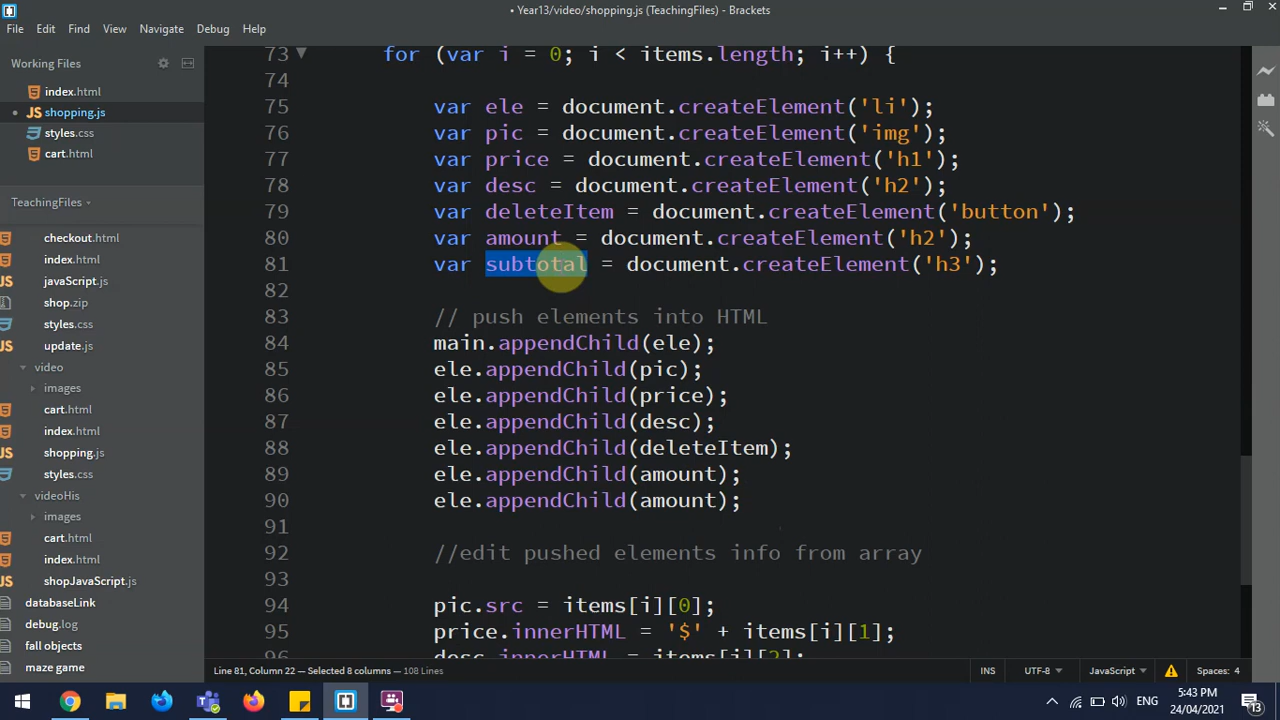 • Year13/video/shopping.js (TeachingFiles) - Brackets
File Edit Find View Navigate Debug Help
Working Files
index.html
shopping.js
styles.css
cart.html
TeachingFiles
checkout.html
index.html
javaScript.js
shop.zip
styles.css
update.js
video
images
cart.html
index.html
shopping.js
styles.css
videoHis
images
cart.html
index.html
shopJavaScript.js
databaseLink
debug.log
fall objects
maze game
73 for (var i = 0; i < items.length; i++) {
74
75 var ele = document.createElement('li');
76 var pic = document.createElement('img');
77 var price = document.createElement('h1');
78 var desc = document.createElement('h2');
79 var deleteItem = document.createElement('button');
80 var amount = document.createElement('h2');
81 var subtotal = document.createElement('h3');
82
83 // push elements into HTML
84 main.appendChild(ele);
85 ele.appendChild(pic);
86 ele.appendChild(price);
87 ele.appendChild(desc);
88 ele.appendChild(deleteItem);
89 ele.appendChild(amount);
90 ele.appendChild(amount);
91
92 //edit pushed elements info from array
93
94 pic.src = items[i][0];
95 price.innerHTML = '$' + items[i][1];
desc.innerHTML = items[i][2];
Line 81, Column 22 — Selected 8 columns — 108 Lines
INS UTF-8 JavaScript Spaces: 4
ENG
5:43 PM
24/04/2021
13